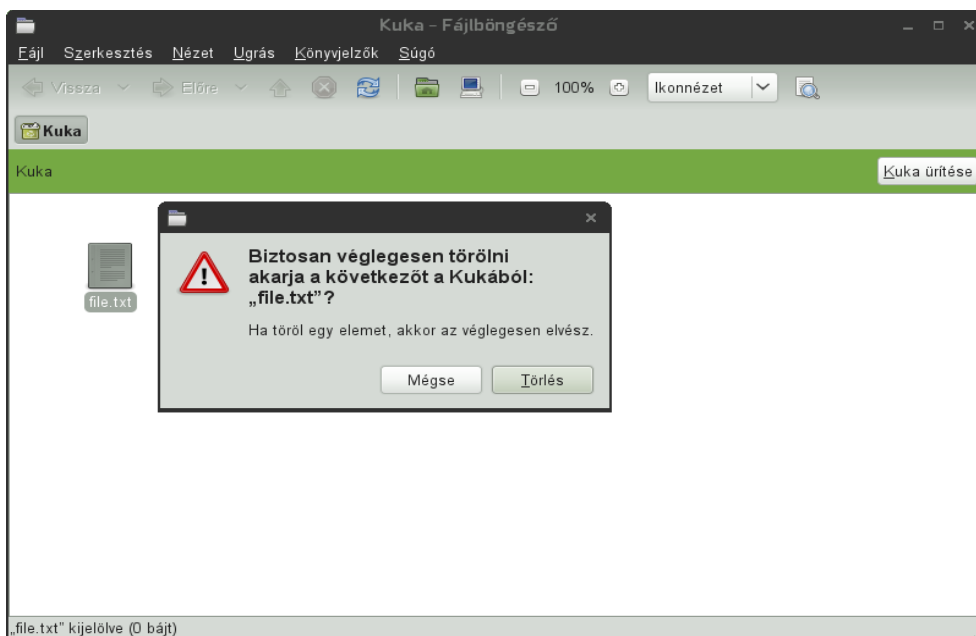 Kuka – Fájlböngésző
Fájl Szerkesztés Nézet Ugrás Könyvjelzők Súgó
Vissza Előre 100% Ikonnézet
Kuka
Kuka Kuka ürítése
file.txt
Biztosan véglegesen törölni
akarja a következőt a Kukából:
„file.txt”?
Ha töröl egy elemet, akkor az véglegesen elvész.
Mégse Törlés
„file.txt” kijelölve (0 bájt)